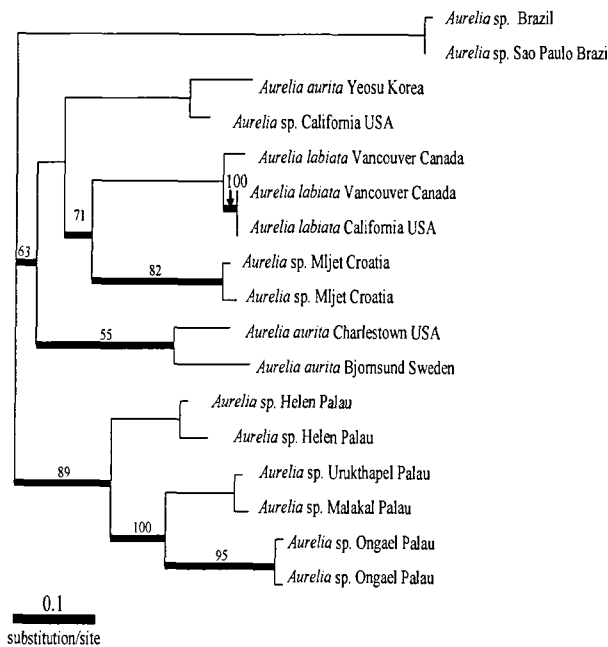 Aurelia sp. Brazil
Aurelia sp. Sao Paulo Brazi
Aurelia aurita Yeosu Korea
Aurelia sp. California USA
Aurelia labiata Vancouver Canada
100
Aurelia labiata Vancouver Canada
71
Aurelia labiata California USA
63
Aurelia sp. Mljet Croatia
82
Aurelia sp. Mljet Croatia
Aurelia aurita Charlestown USA
55
Aurelia aurita Bjornsund Sweden
Aurelia sp. Helen Palau
Aurelia sp. Helen Palau
89
Aurelia sp. Urukthapel Palau
Aurelia sp. Malakal Palau
100
Aurelia sp. Ongael Palau
95
Aurelia sp. Ongael Palau
0.1
substitution/site